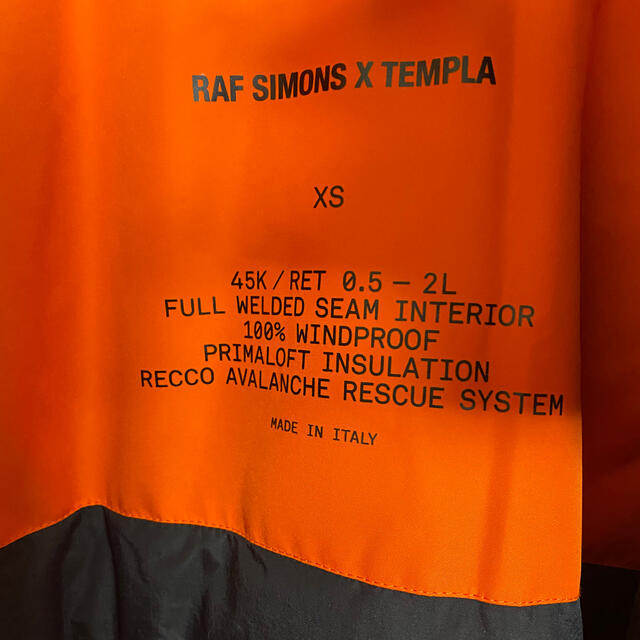 RAF SIMONS X TEMPLA
XS
45K / RET 0.5 – 2L
FULL WELDED SEAM INTERIOR
100% WINDPROOF
PRIMALOFT INSULATION
RECCO AVALANCHE RESCUE SYSTEM
MADE IN ITALY